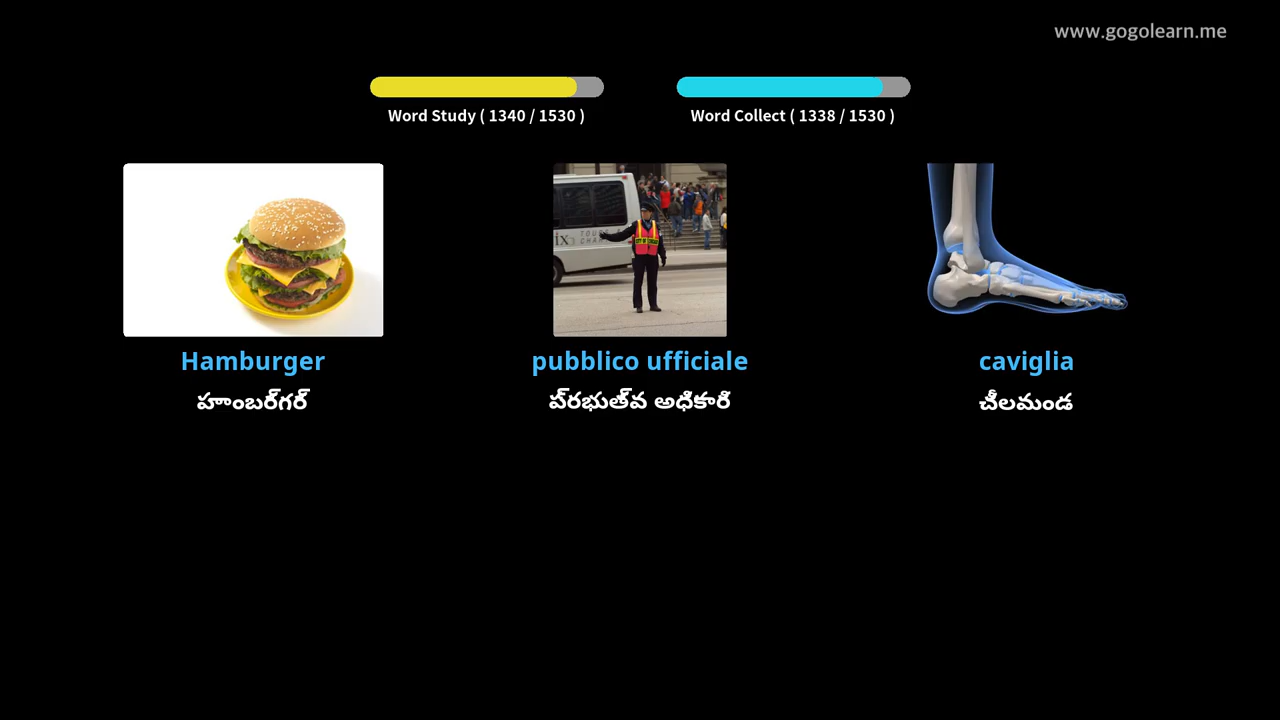 www.gogolearn.me
Word Study ( 1340 / 1530 )
Word Collect ( 1338 / 1530 )
Hamburger
హాంబర్‌గర్
pubblico ufficiale
ప్‌రభుత్‌వ అధికారి
caviglia
చీలమండ